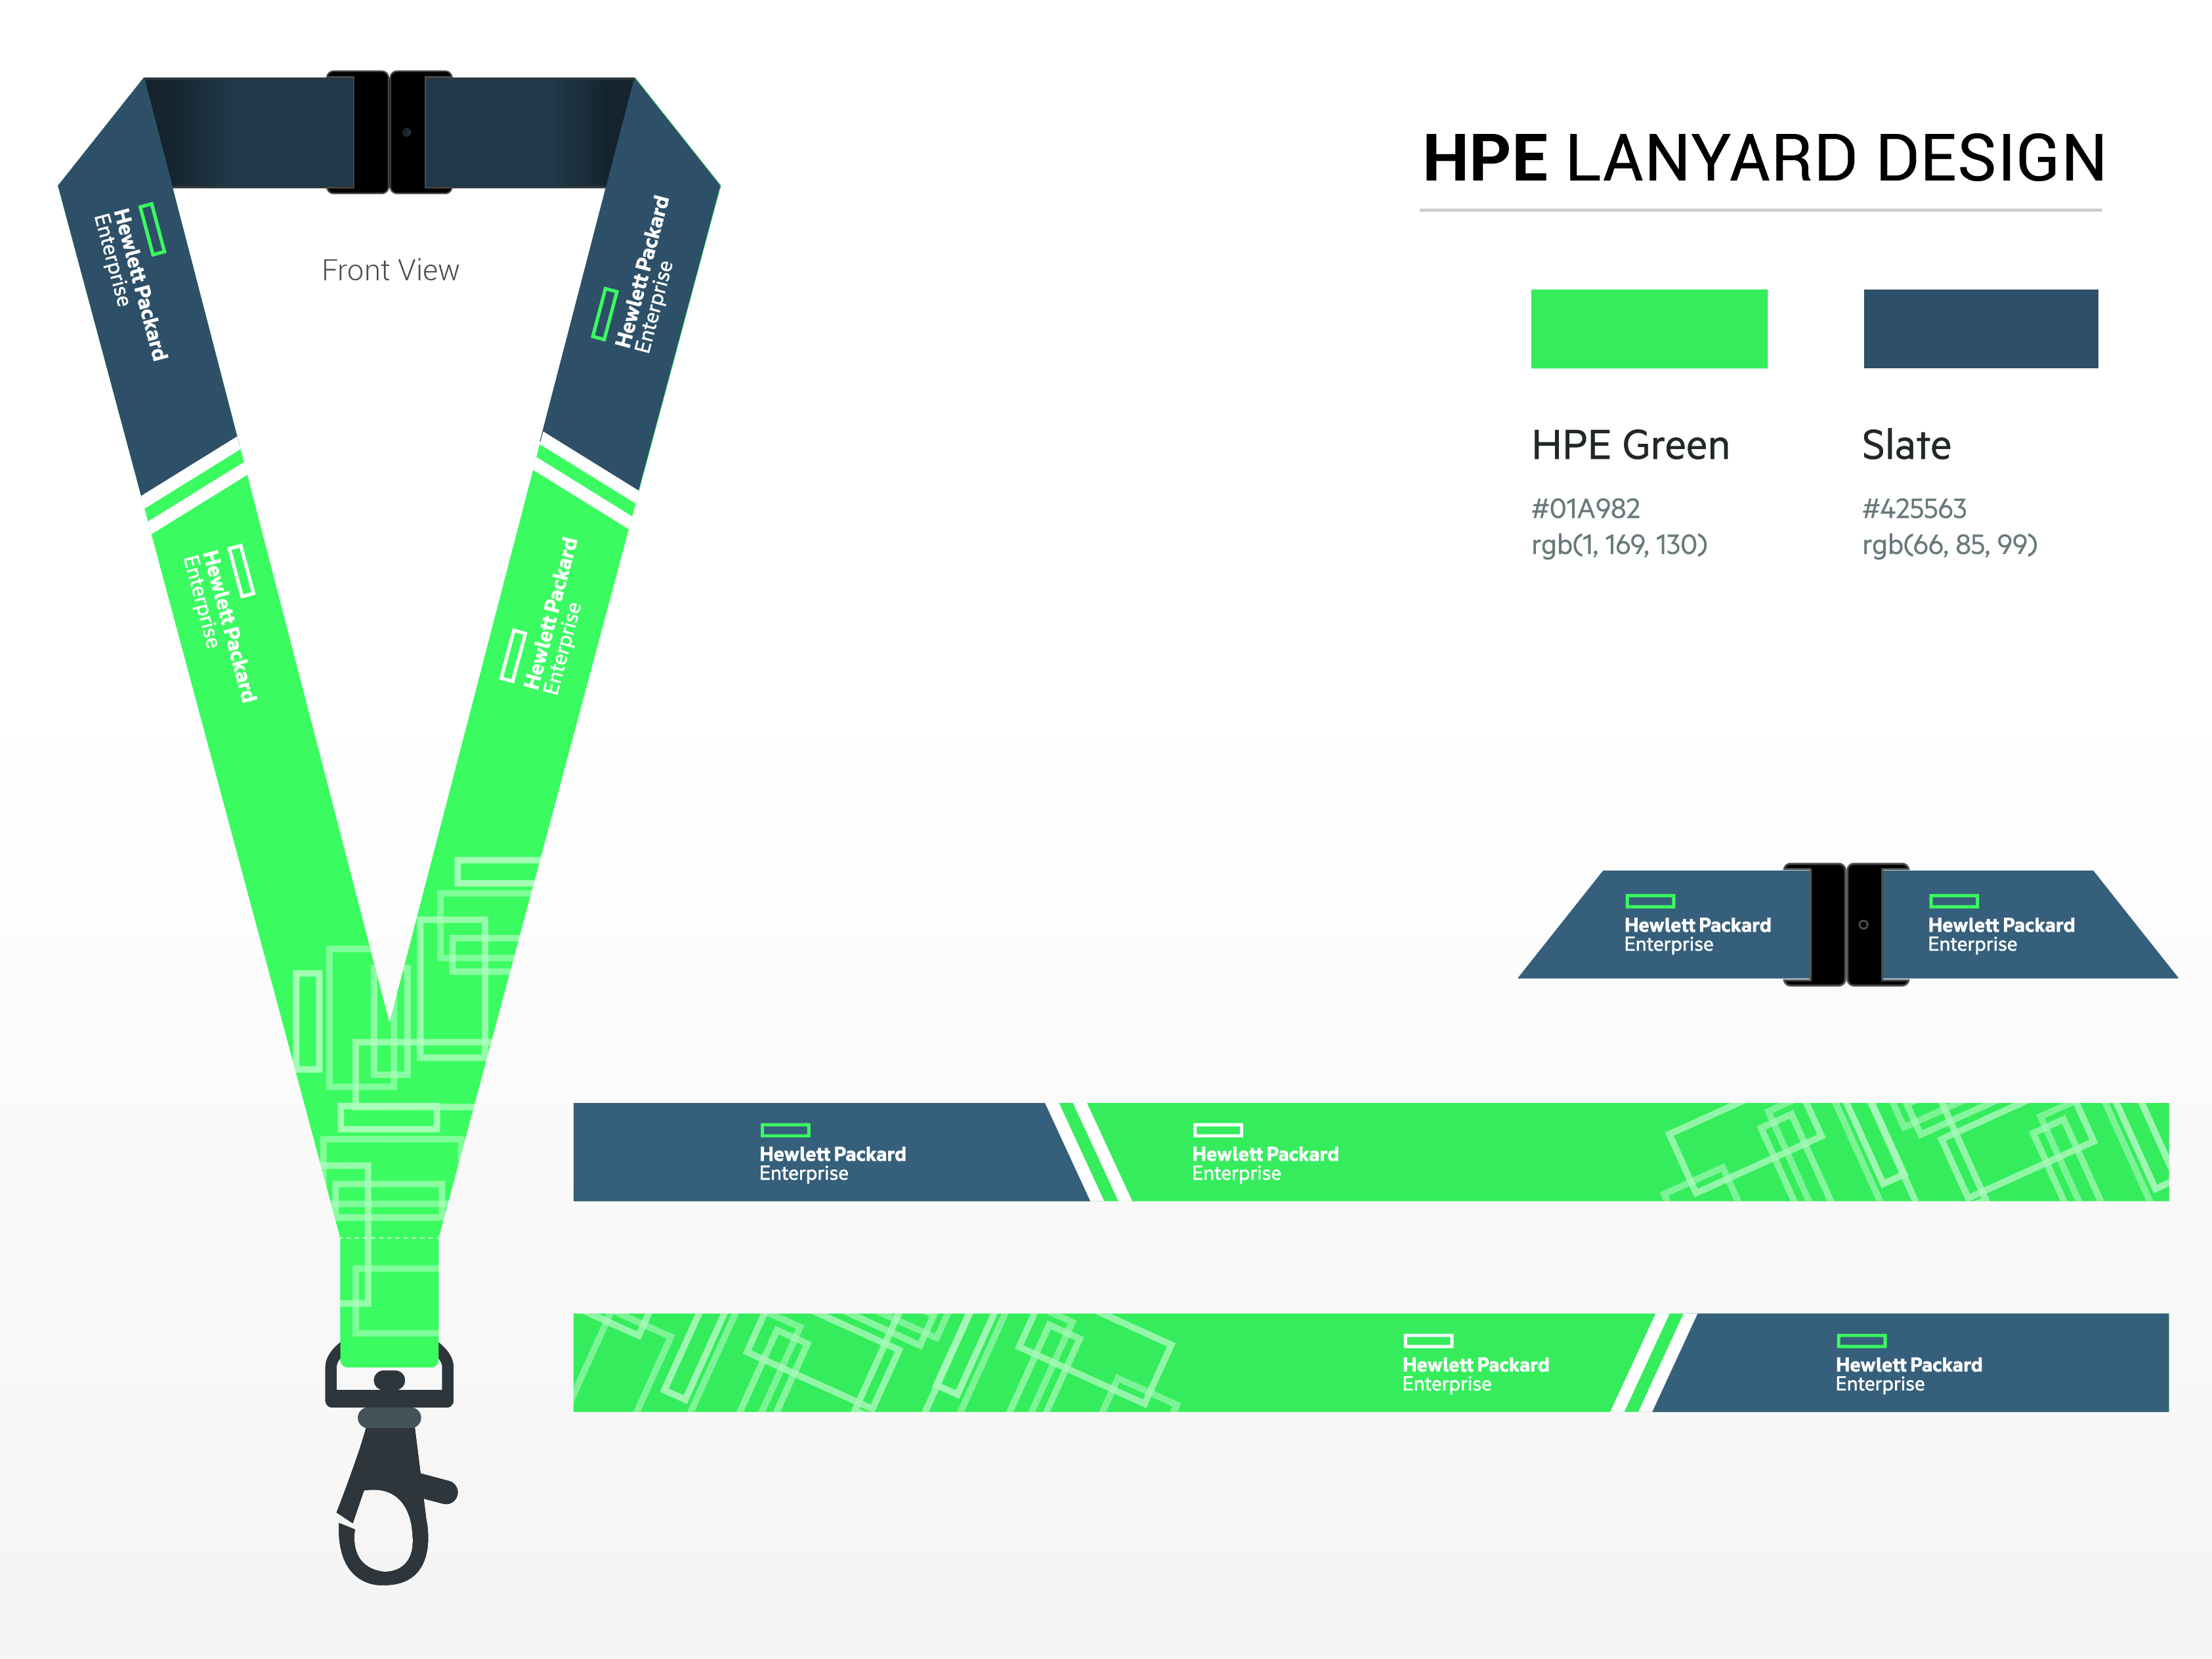 HPE LANYARD DESIGN
Front View
Hewlett Packard
Enterprise
Hewlett Packard
Enterprise
Hewlett Packard
Enterprise
Hewlett Packard
Enterprise
HPE Green
#01A982
rgb(1, 169, 130)
Slate
#425563
rgb(66, 85, 99)
Hewlett Packard
Enterprise
Hewlett Packard
Enterprise
Hewlett Packard
Enterprise
Hewlett Packard
Enterprise
Hewlett Packard
Enterprise
Hewlett Packard
Enterprise